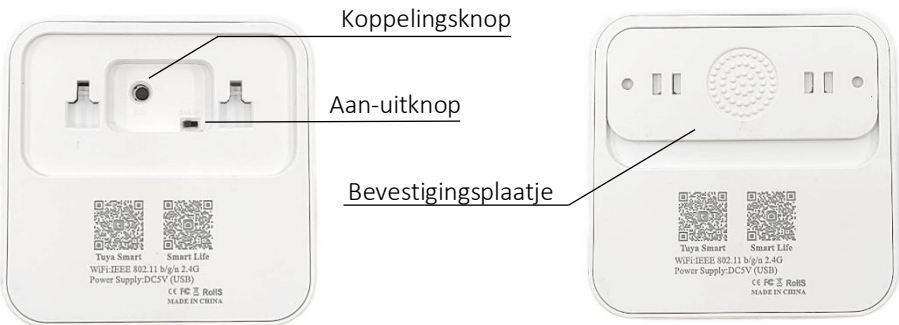 Koppelingsknop
Aan-uitknop
Bevestigingsplaatje
Tuya Smart
Smart Life
WiFi:IEEE 802.11 b/g/n 2.4G
Power Supply:DC5V (USB)
CE FC RoHS
MADE IN CHINA
Tuya Smart
Smart Life
WiFi:IEEE 802.11 b/g/n 2.4G
Power Supply:DC5V (USB)
CE FC RoHS
MADE IN CHINA